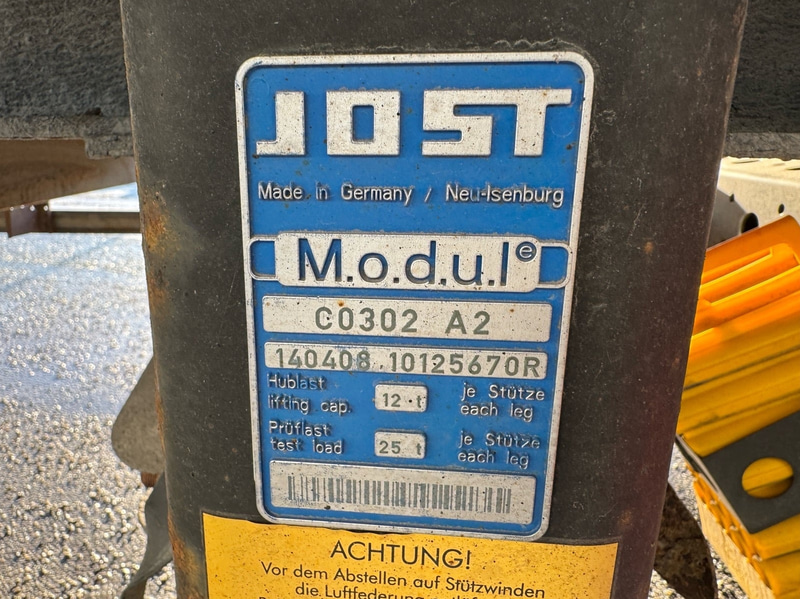 JOST
Made in Germany / Neu-Isenburg
M.o.d.u.l e
C0302 A2
140408 10125670R
Hublast
lifting cap. 12 t je Stütze
each leg
Prüflast
test load 25 t je Stütze
each leg
ACHTUNG!
Vor dem Abstellen auf Stützwinden
die Luftfederung